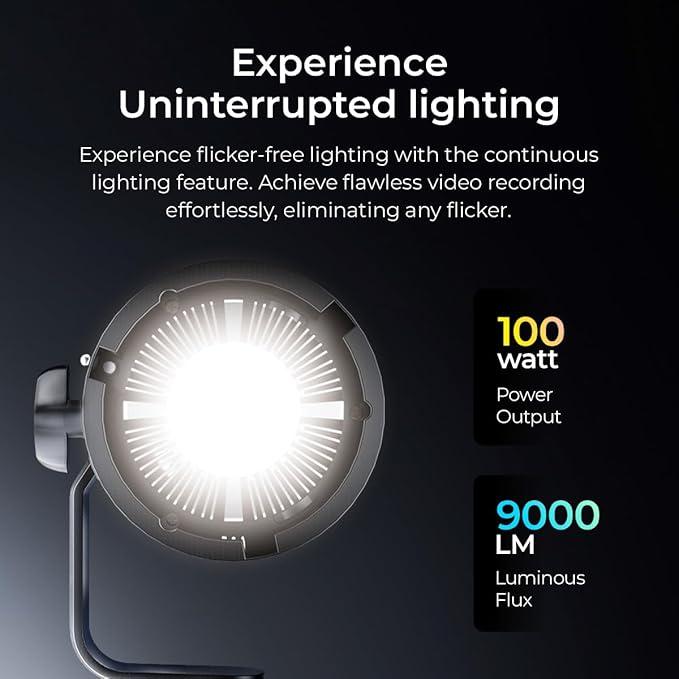 Experience
Uninterrupted lighting
Experience flicker-free lighting with the continuous
lighting feature. Achieve flawless video recording
effortlessly, eliminating any flicker.
100
watt
Power
Output
9000
LM
Luminous
Flux